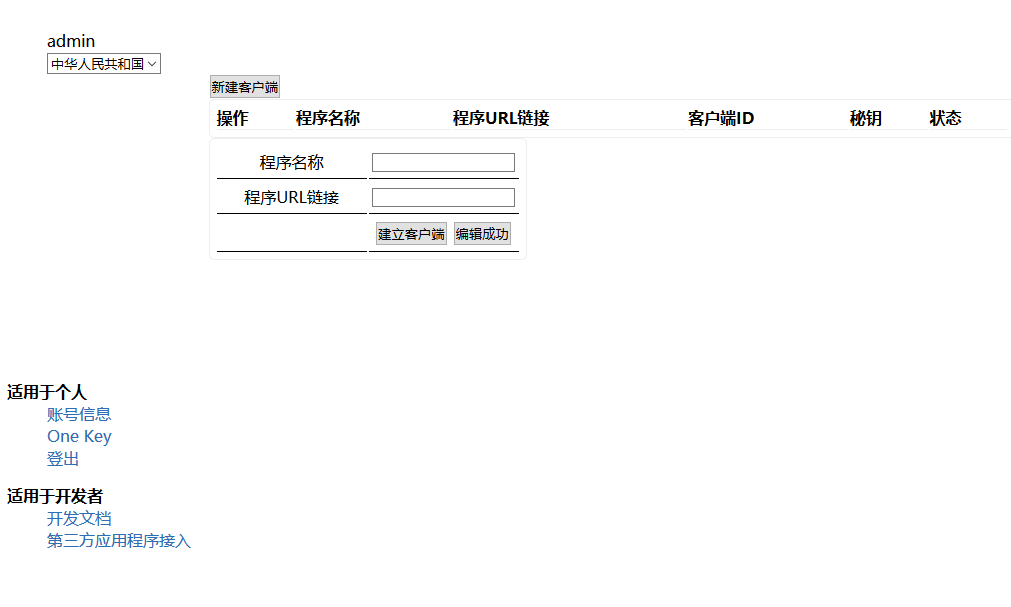 admin
中华人民共和国
新建客户端
操作 程序名称 程序URL链接 客户端ID 秘钥 状态
程序名称
程序URL链接
建立客户端 编辑成功
适用于个人
账号信息
One Key
登出
适用于开发者
开发文档
第三方应用程序接入